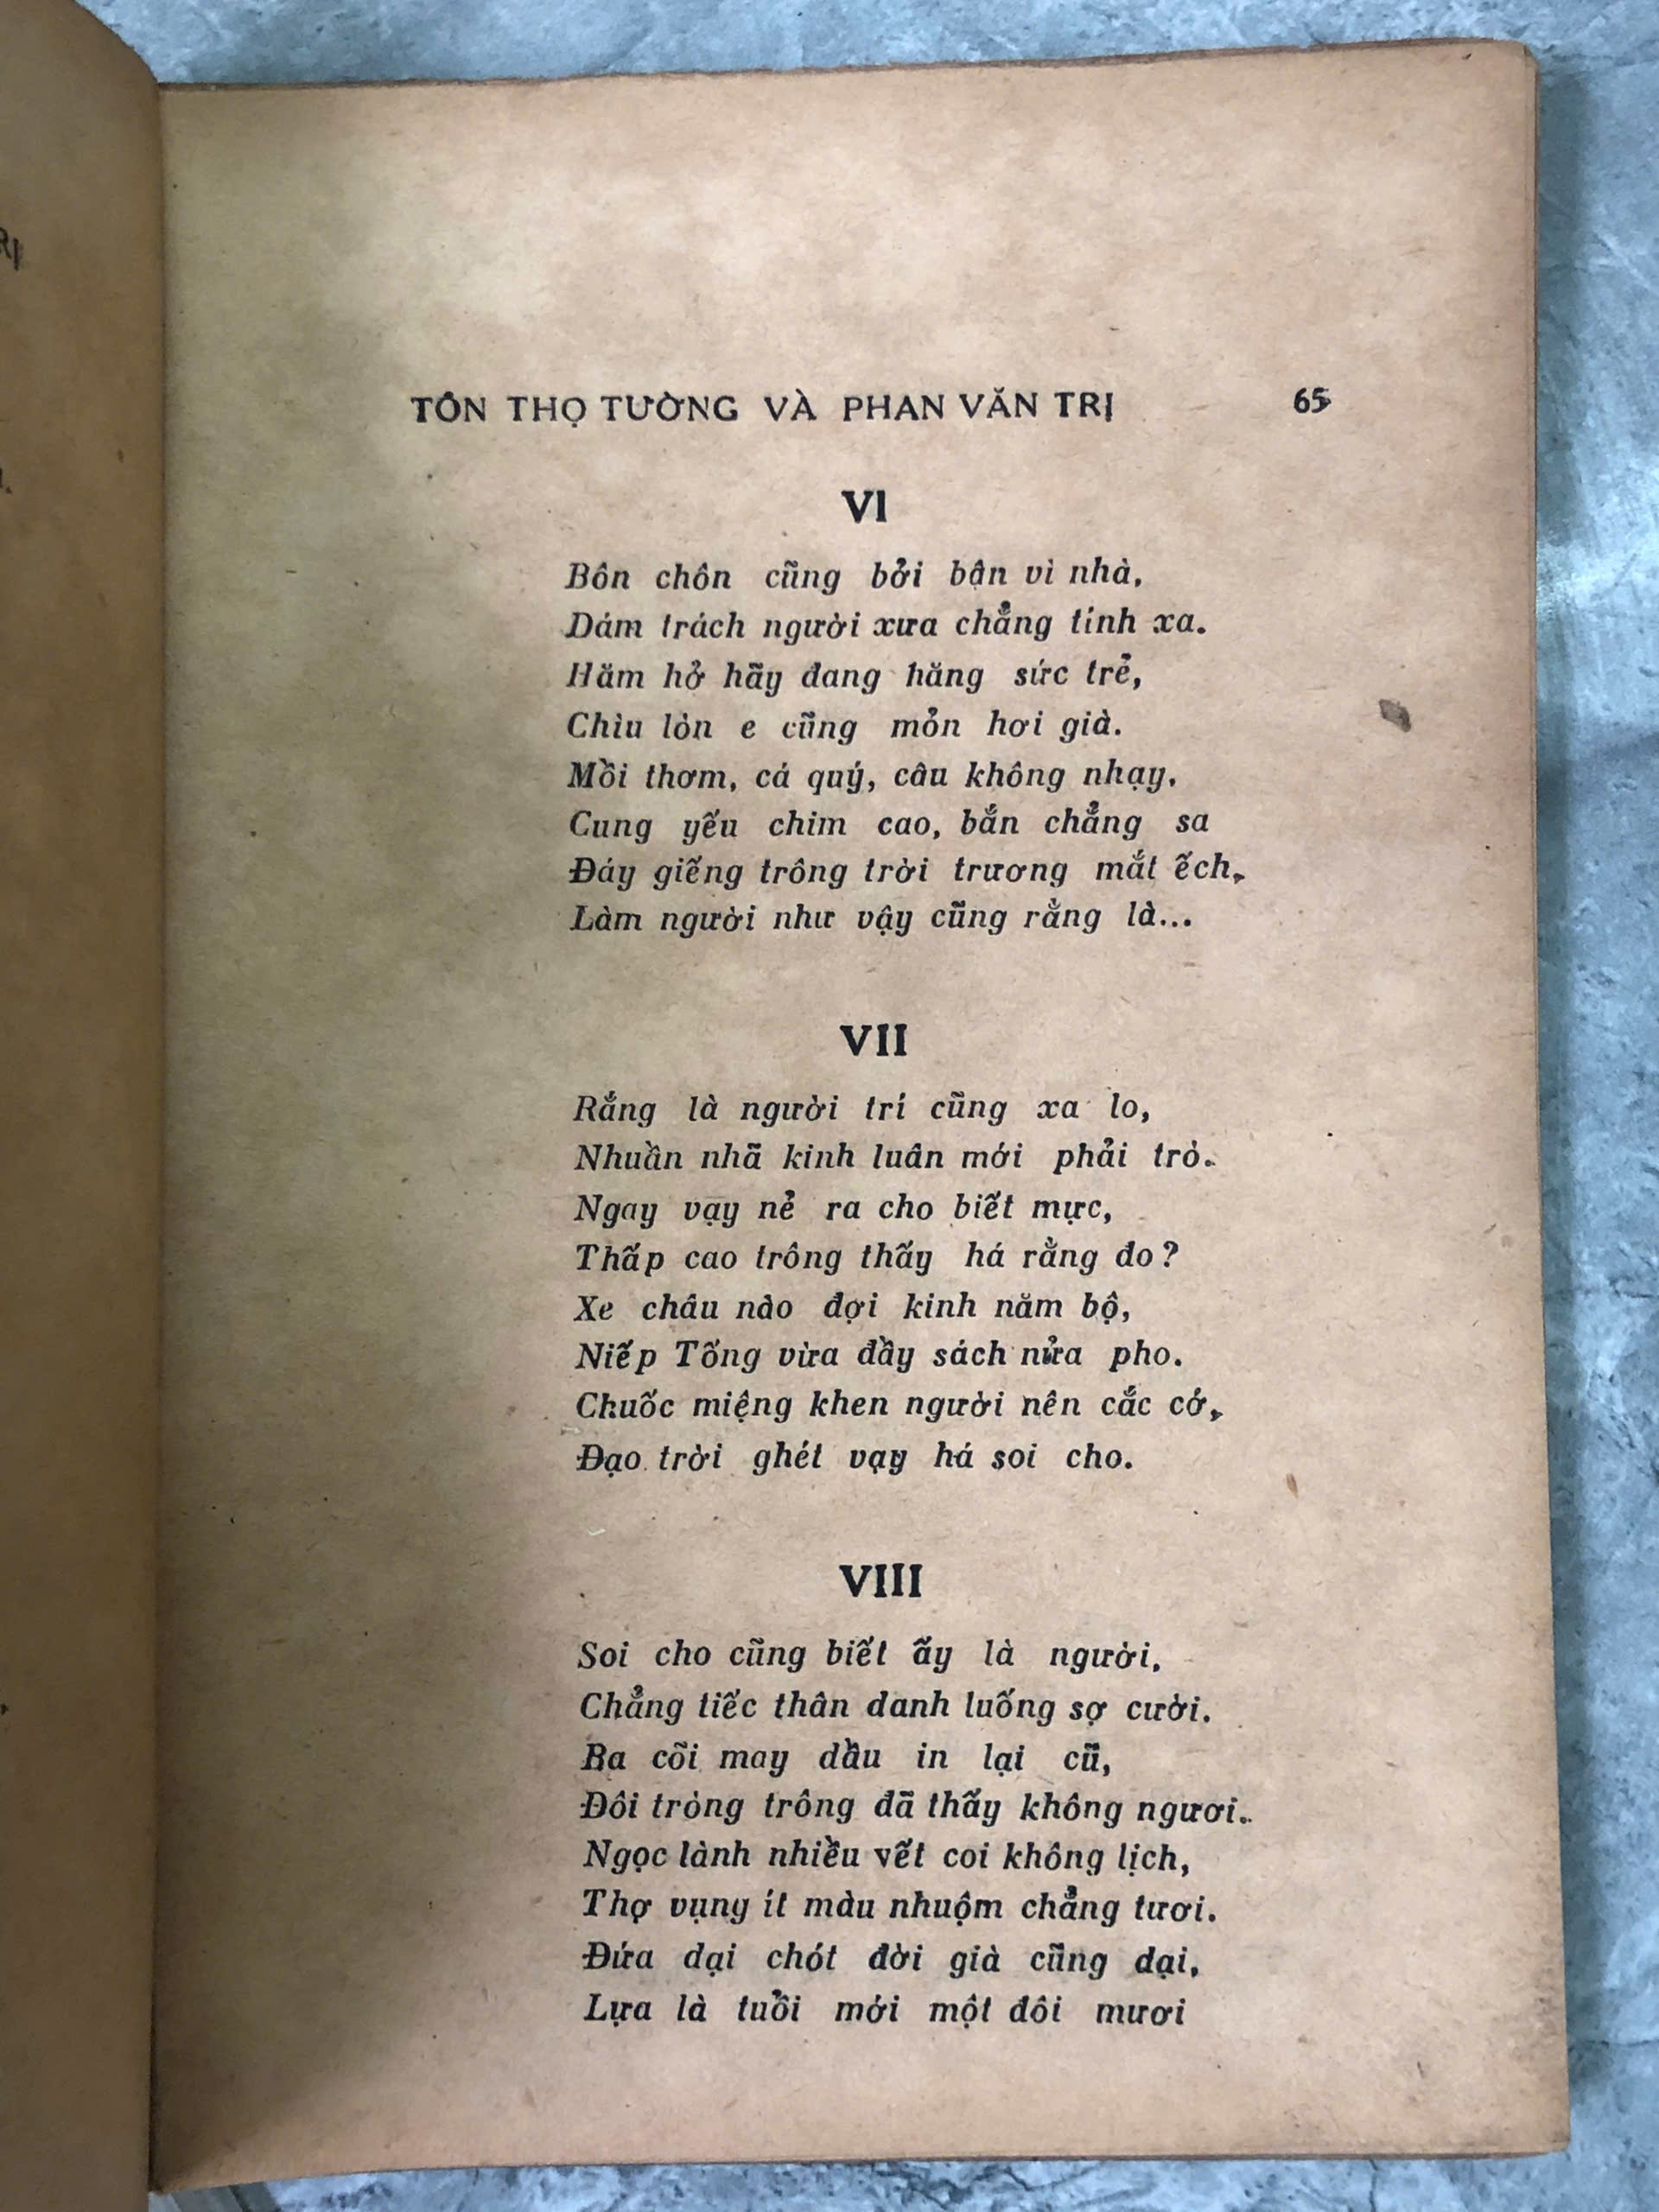 TÔN THỌ TƯỜNG VÀ PHAN VĂN TRỊ 65
VI
Bôn chôn cũng bởi bận vì nhà,
Dám trách người xưa chẳng tính xa.
Hăm hở hãy đang hăng sức trẻ,
Chìu lòn e cũng mỏn hơi già.
Mồi thơm, cá quý, câu không nhạy,
Cung yếu chim cao, bắn chẳng sa
Đáy giếng trông trời trương mắt ếch,
Làm người như vậy cũng rằng là...
VII
Rằng là người trí cũng xa lo,
Nhuần nhã kinh luân mới phải trò.
Ngay vạy nẻ ra cho biết mực,
Thấp cao trông thấy há rằng đo?
Xe châu nào đợi kinh năm bộ,
Niếp Tống vừa đầy sách nửa pho.
Chuốc miệng khen người nên cắc cớ,
Đạo trời ghét vạy há soi cho.
VIII
Soi cho cũng biết ấy là người,
Chẳng tiếc thân danh luống sợ cười.
Ba cõi may dầu in lại cũ,
Đôi tròng trông đã thấy không ngươi.
Ngọc lành nhiều vết coi không lịch,
Thợ vụng ít màu nhuộm chẳng tươi.
Đứa dại chót đời già cũng dại,
Lựa là tuổi mới một đôi mươi